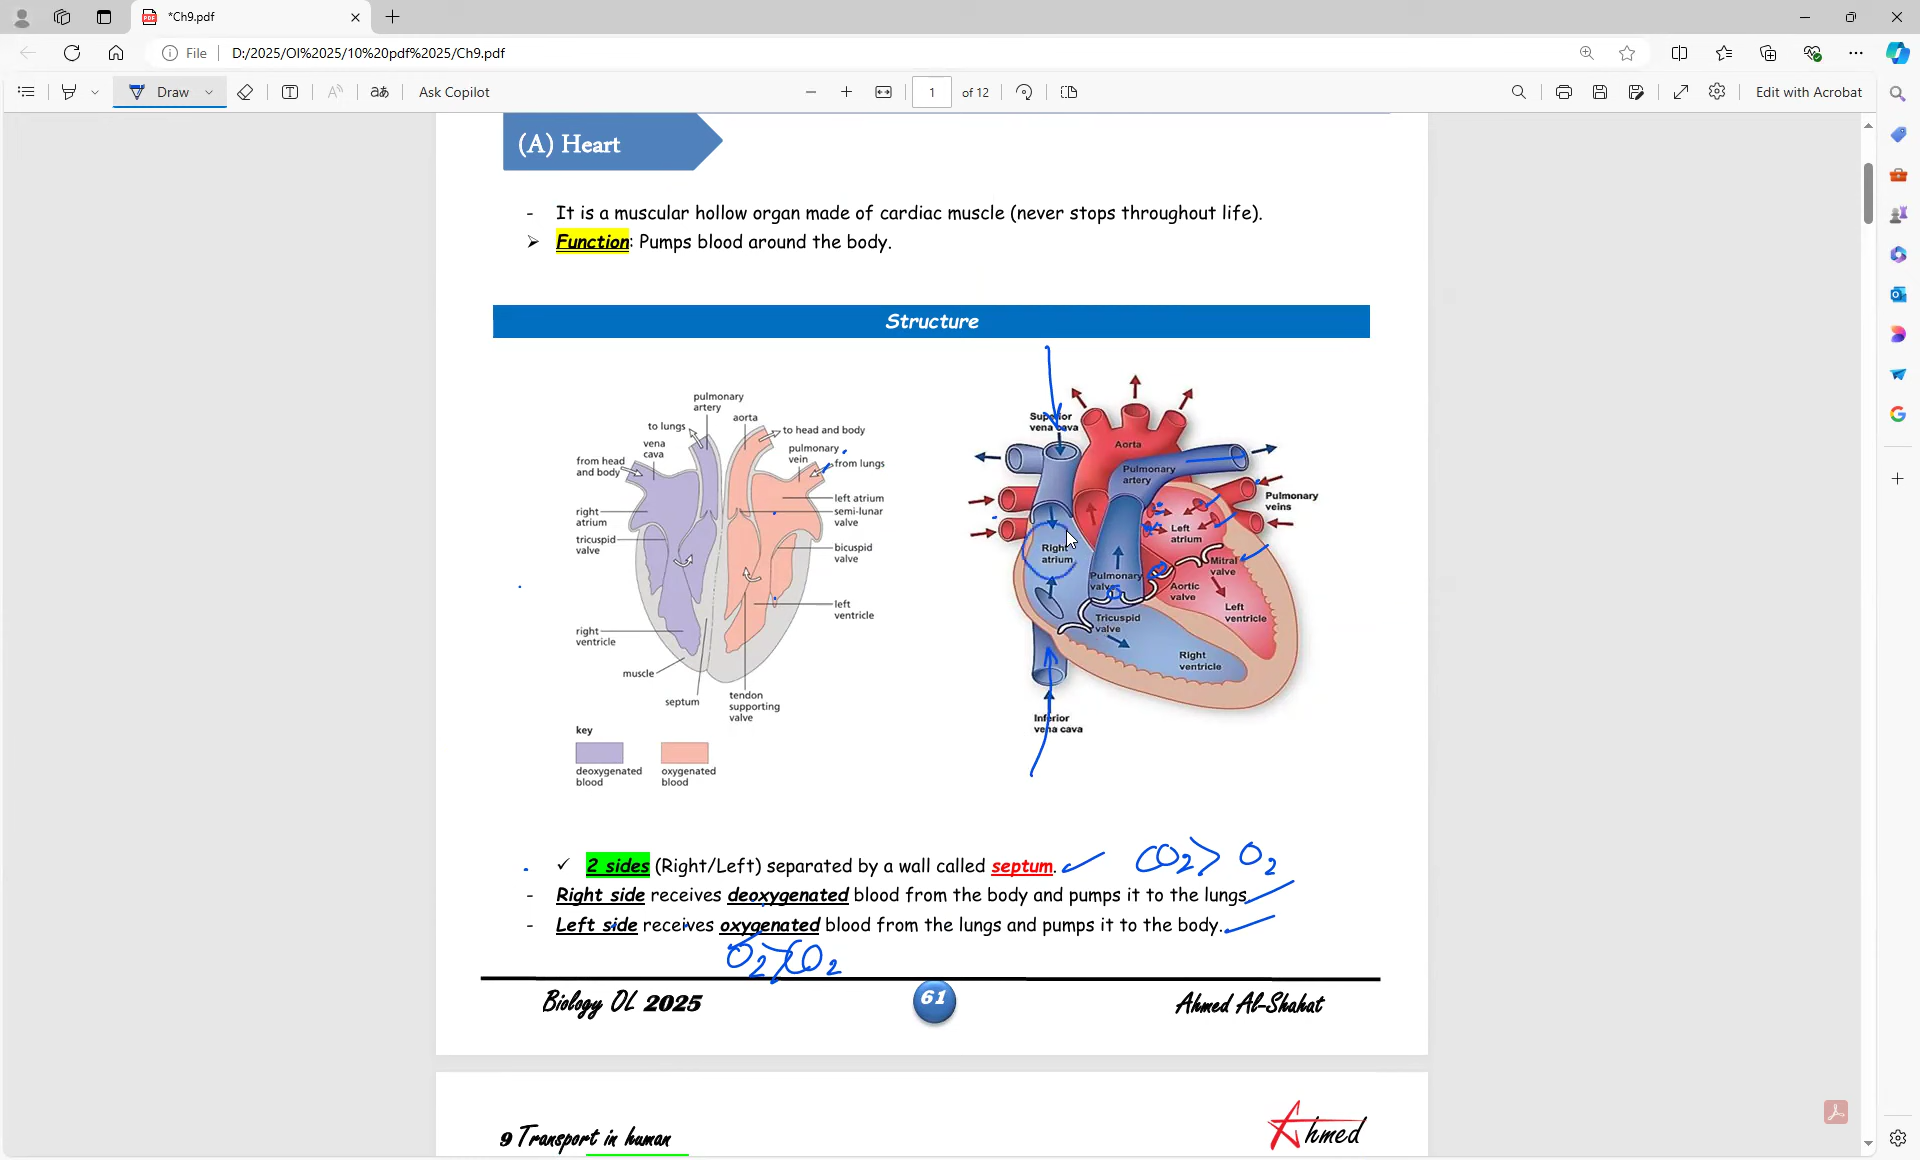 *Ch9.pdf
File D:/2025/Ol%2025/10%20pdf%2025/Ch9.pdf
Draw
aあ
Ask Copilot
1 of 12
Edit with Acrobat
(A) Heart
- It is a muscular hollow organ made of cardiac muscle (never stops throughout life).
➢ Function: Pumps blood around the body.
Structure
pulmonary
artery
aorta
to lungs
to head and body
vena
cava
pulmonary
vein
from head
and body
from lungs
left atrium
right
atrium
semi-lunar
valve
tricuspid
valve
bicuspid
valve
left
ventricle
right
ventricle
muscle
septum
tendon
supporting
valve
key
deoxygenated
blood
oxygenated
blood
Superior
vena cava
Aorta
Pulmonary
artery
Pulmonary
veins
Left
atrium
Right
atrium
Mitral
valve
Pulmonary
valve
Aortic
valve
Left
ventricle
Tricuspid
valve
Right
ventricle
Inferior
vena cava
✓ 2 sides (Right/Left) separated by a wall called septum. CO2> O2
- Right side receives deoxygenated blood from the body and pumps it to the lungs.
- Left side receives oxygenated blood from the lungs and pumps it to the body.
O2>CO2
Biology OL 2025
61
Ahmed Al-Shahat
9 Transport in human
Ahmed